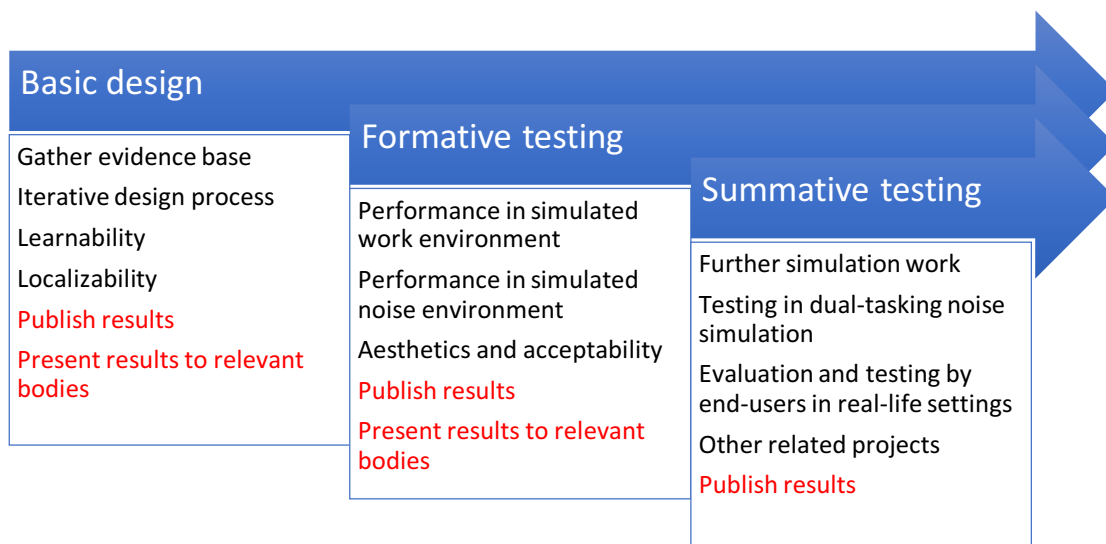 Basic design
Gather evidence base
Iterative design process
Learnability
Localizability
Publish results
Present results to relevant
bodies
Formative testing
Performance in simulated
work environment
Performance in simulated
noise environment
Aesthetics and acceptability
Publish results
Present results to relevant
bodies
Summative testing
Further simulation work
Testing in dual-tasking noise
simulation
Evaluation and testing by
end-users in real-life settings
Other related projects
Publish results